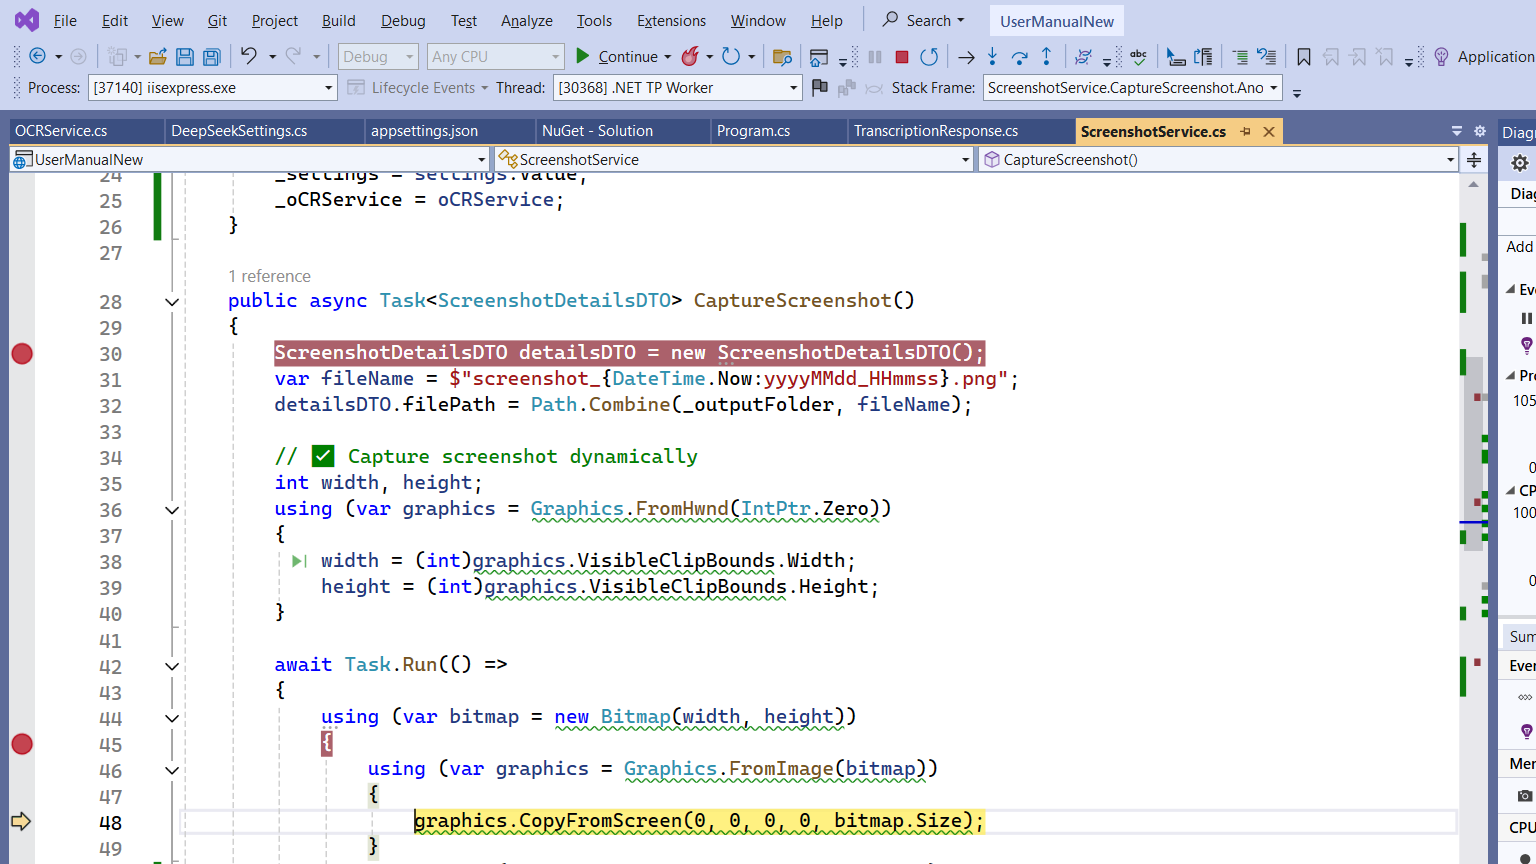 File Edit View Git Project Build Debug Test Analyze Tools Extensions Window Help Search UserManualNew
Debug Any CPU Continue Application
Process: [37140] iisexpress.exe Lifecycle Events Thread: [30368] .NET TP Worker Stack Frame: ScreenshotService.CaptureScreenshot.Ano
OCRService.cs DeepSeekSettings.cs appsettings.json NuGet - Solution Program.cs TranscriptionResponse.cs ScreenshotService.cs Diag
UserManualNew ScreenshotService CaptureScreenshot()
24 _settings = settings.Value;
25 _oCRService = oCRService;
26 }
27
1 reference
28 public async Task<ScreenshotDetailsDTO> CaptureScreenshot()
29 {
30 ScreenshotDetailsDTO detailsDTO = new ScreenshotDetailsDTO();
31 var fileName = $"screenshot_{DateTime.Now:yyyyMMdd_HHmmss}.png";
32 detailsDTO.filePath = Path.Combine(_outputFolder, fileName);
33
34 // ✅ Capture screenshot dynamically
35 int width, height;
36 using (var graphics = Graphics.FromHwnd(IntPtr.Zero))
37 {
38 width = (int)graphics.VisibleClipBounds.Width;
39 height = (int)graphics.VisibleClipBounds.Height;
40 }
41
42 await Task.Run(() =>
43 {
44 using (var bitmap = new Bitmap(width, height))
45 {
46 using (var graphics = Graphics.FromImage(bitmap))
47 {
48 graphics.CopyFromScreen(0, 0, 0, 0, bitmap.Size);
49 }
Diag
Add
Eve
Pro
105
0
CP
100
0
Sum
Even
Mem
CPU